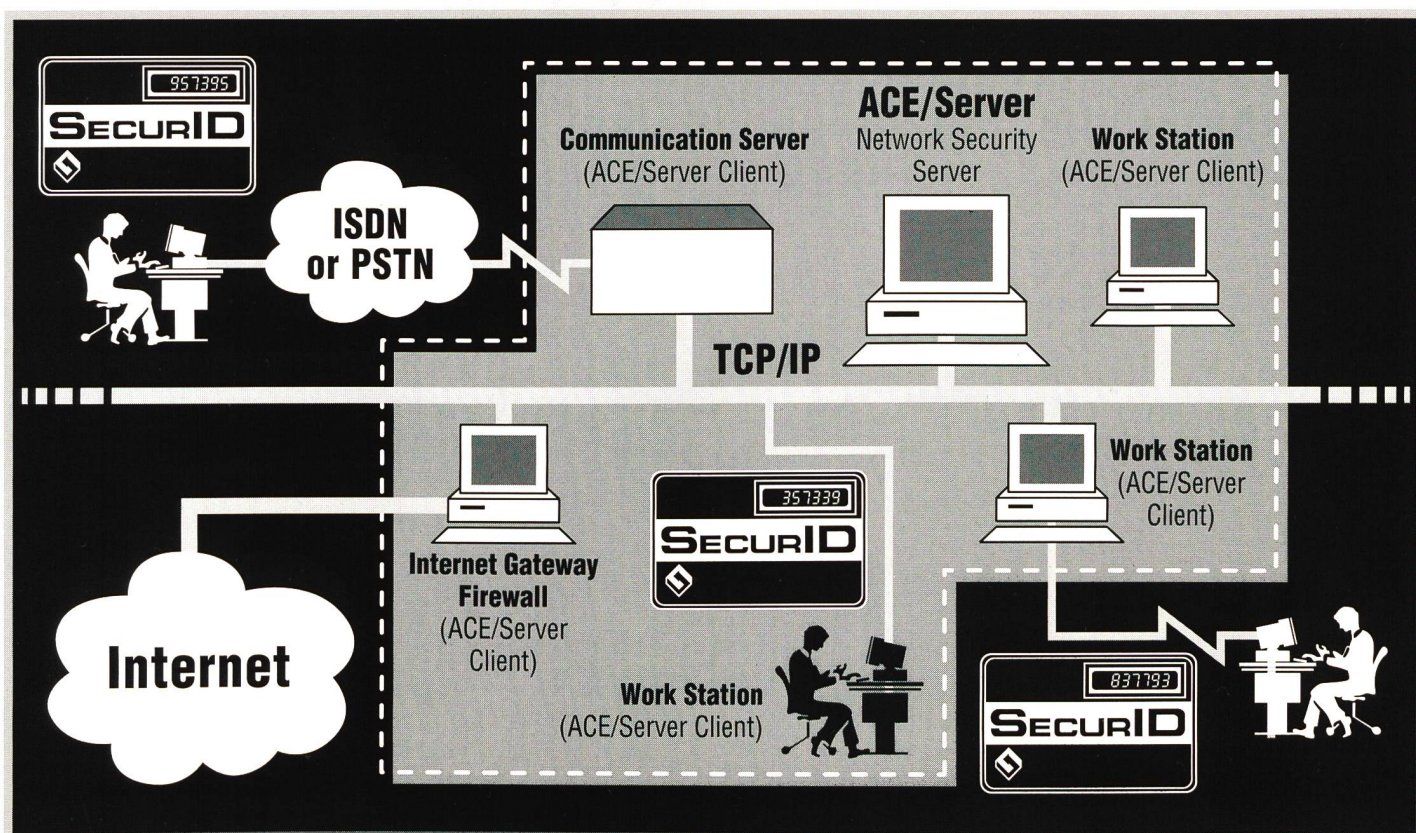 957395
SECURID
ISDN
or PSTN
Communication Server
(ACE/Server Client)
ACE/Server
Network Security
Server
Work Station
(ACE/Server Client)
TCP/IP
Internet Gateway
Firewall
(ACE/Server
Client)
Internet
357339
SECURID
Work Station
(ACE/Server Client)
Work Station
(ACE/Server
Client)
837793
SECURID